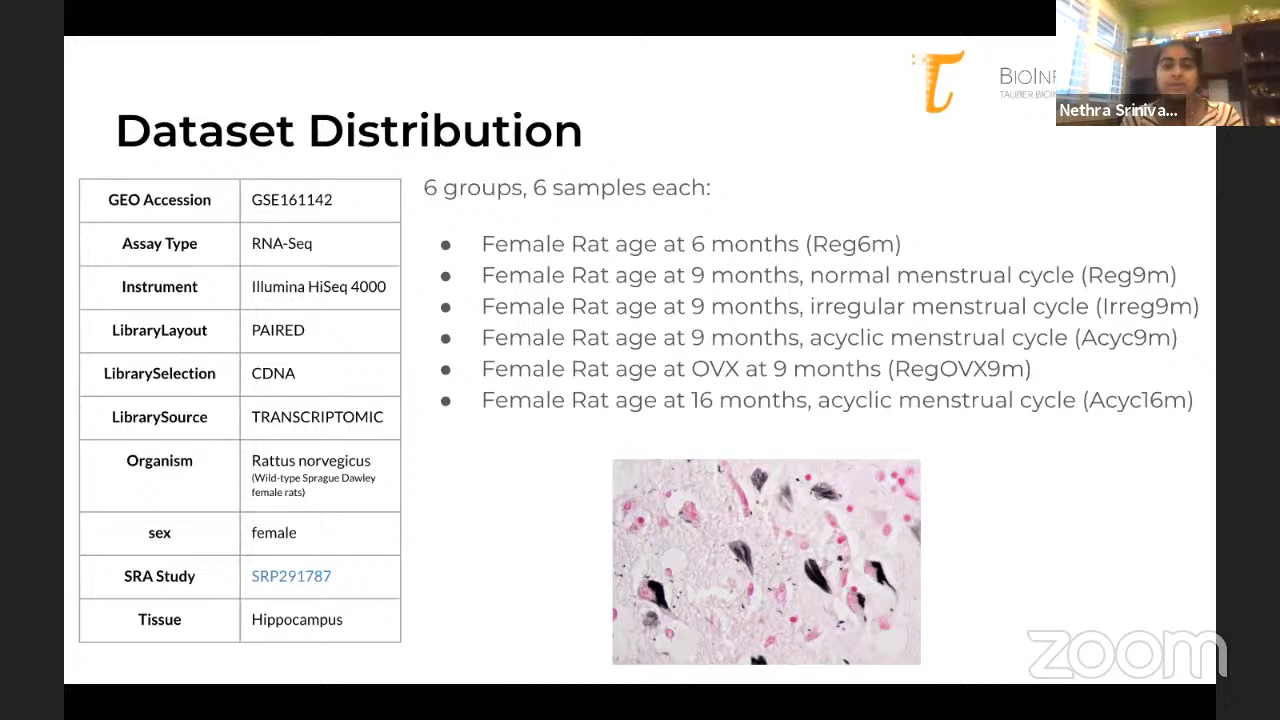 BIOINF
TAUBER BIOIN
Nethra Sriniva...
Dataset Distribution
GEO Accession GSE161142
Assay Type RNA-Seq
Instrument Illumina HiSeq 4000
LibraryLayout PAIRED
LibrarySelection CDNA
LibrarySource TRANSCRIPTOMIC
Organism Rattus norvegicus
(Wild-type Sprague Dawley
female rats)
sex female
SRA Study SRP291787
Tissue Hippocampus
6 groups, 6 samples each:
● Female Rat age at 6 months (Reg6m)
● Female Rat age at 9 months, normal menstrual cycle (Reg9m)
● Female Rat age at 9 months, irregular menstrual cycle (Irreg9m)
● Female Rat age at 9 months, acyclic menstrual cycle (Acyc9m)
● Female Rat age at OVX at 9 months (RegOVX9m)
● Female Rat age at 16 months, acyclic menstrual cycle (Acyc16m)
zoom